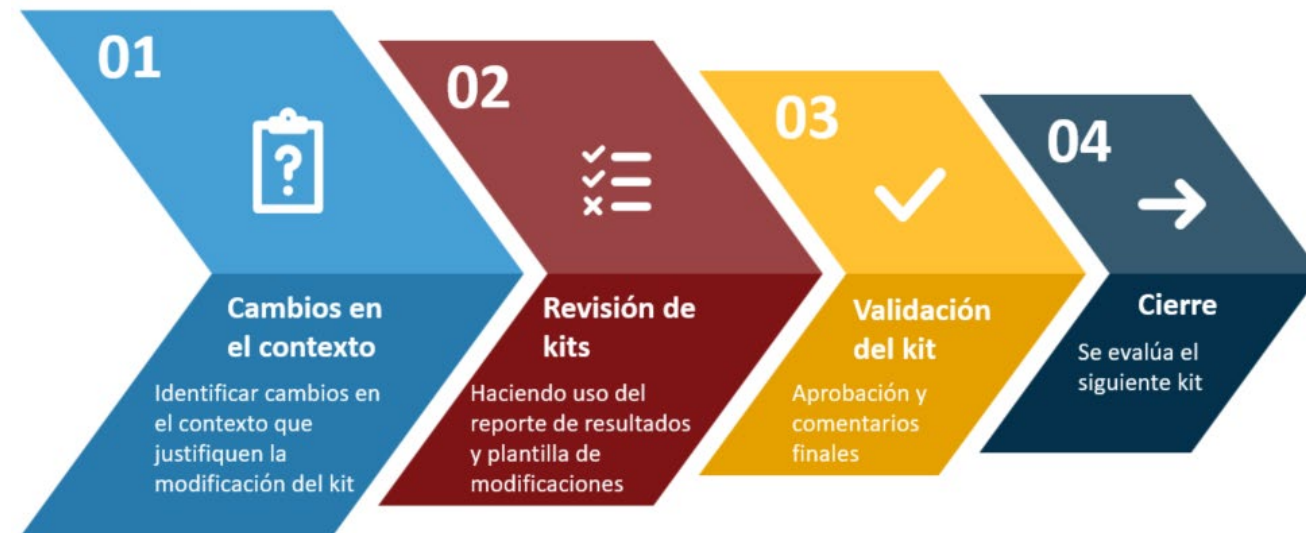 01
Cambios en
el contexto
Identificar cambios en
el contexto que
justifiquen la
modificación del kit
02
Revisión de
kits
Haciendo uso del
reporte de resultados
y plantilla de
modificaciones
03
Validación
del kit
Aprobación y
comentarios
finales
04
Cierre
Se evalúa el
siguiente kit